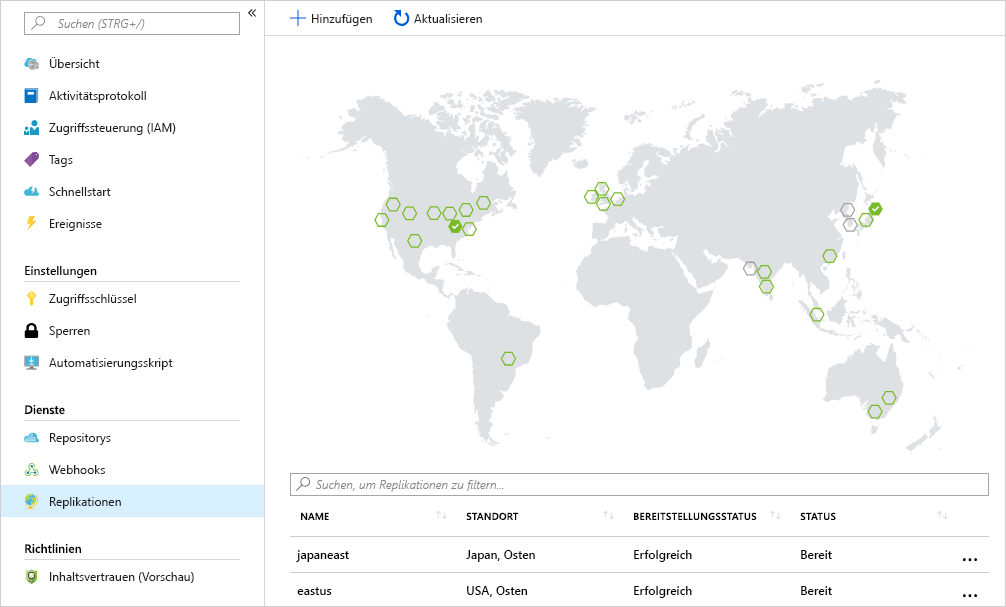 Suchen (STRG+/)
«
Übersicht
Aktivitätsprotokoll
Zugriffssteuerung (IAM)
Tags
Schnellstart
Ereignisse
Einstellungen
Zugriffsschlüssel
Sperren
Automatisierungsskript
Dienste
Repositorys
Webhooks
Replikationen
Richtlinien
Inhaltsvertrauen (Vorschau)
Hinzufügen Aktualisieren
Suchen, um Replikationen zu filtern...
NAME STANDORT BEREITSTELLUNGSSTATUS STATUS
japaneast Japan, Osten Erfolgreich Bereit ...
eastus USA, Osten Erfolgreich Bereit ...